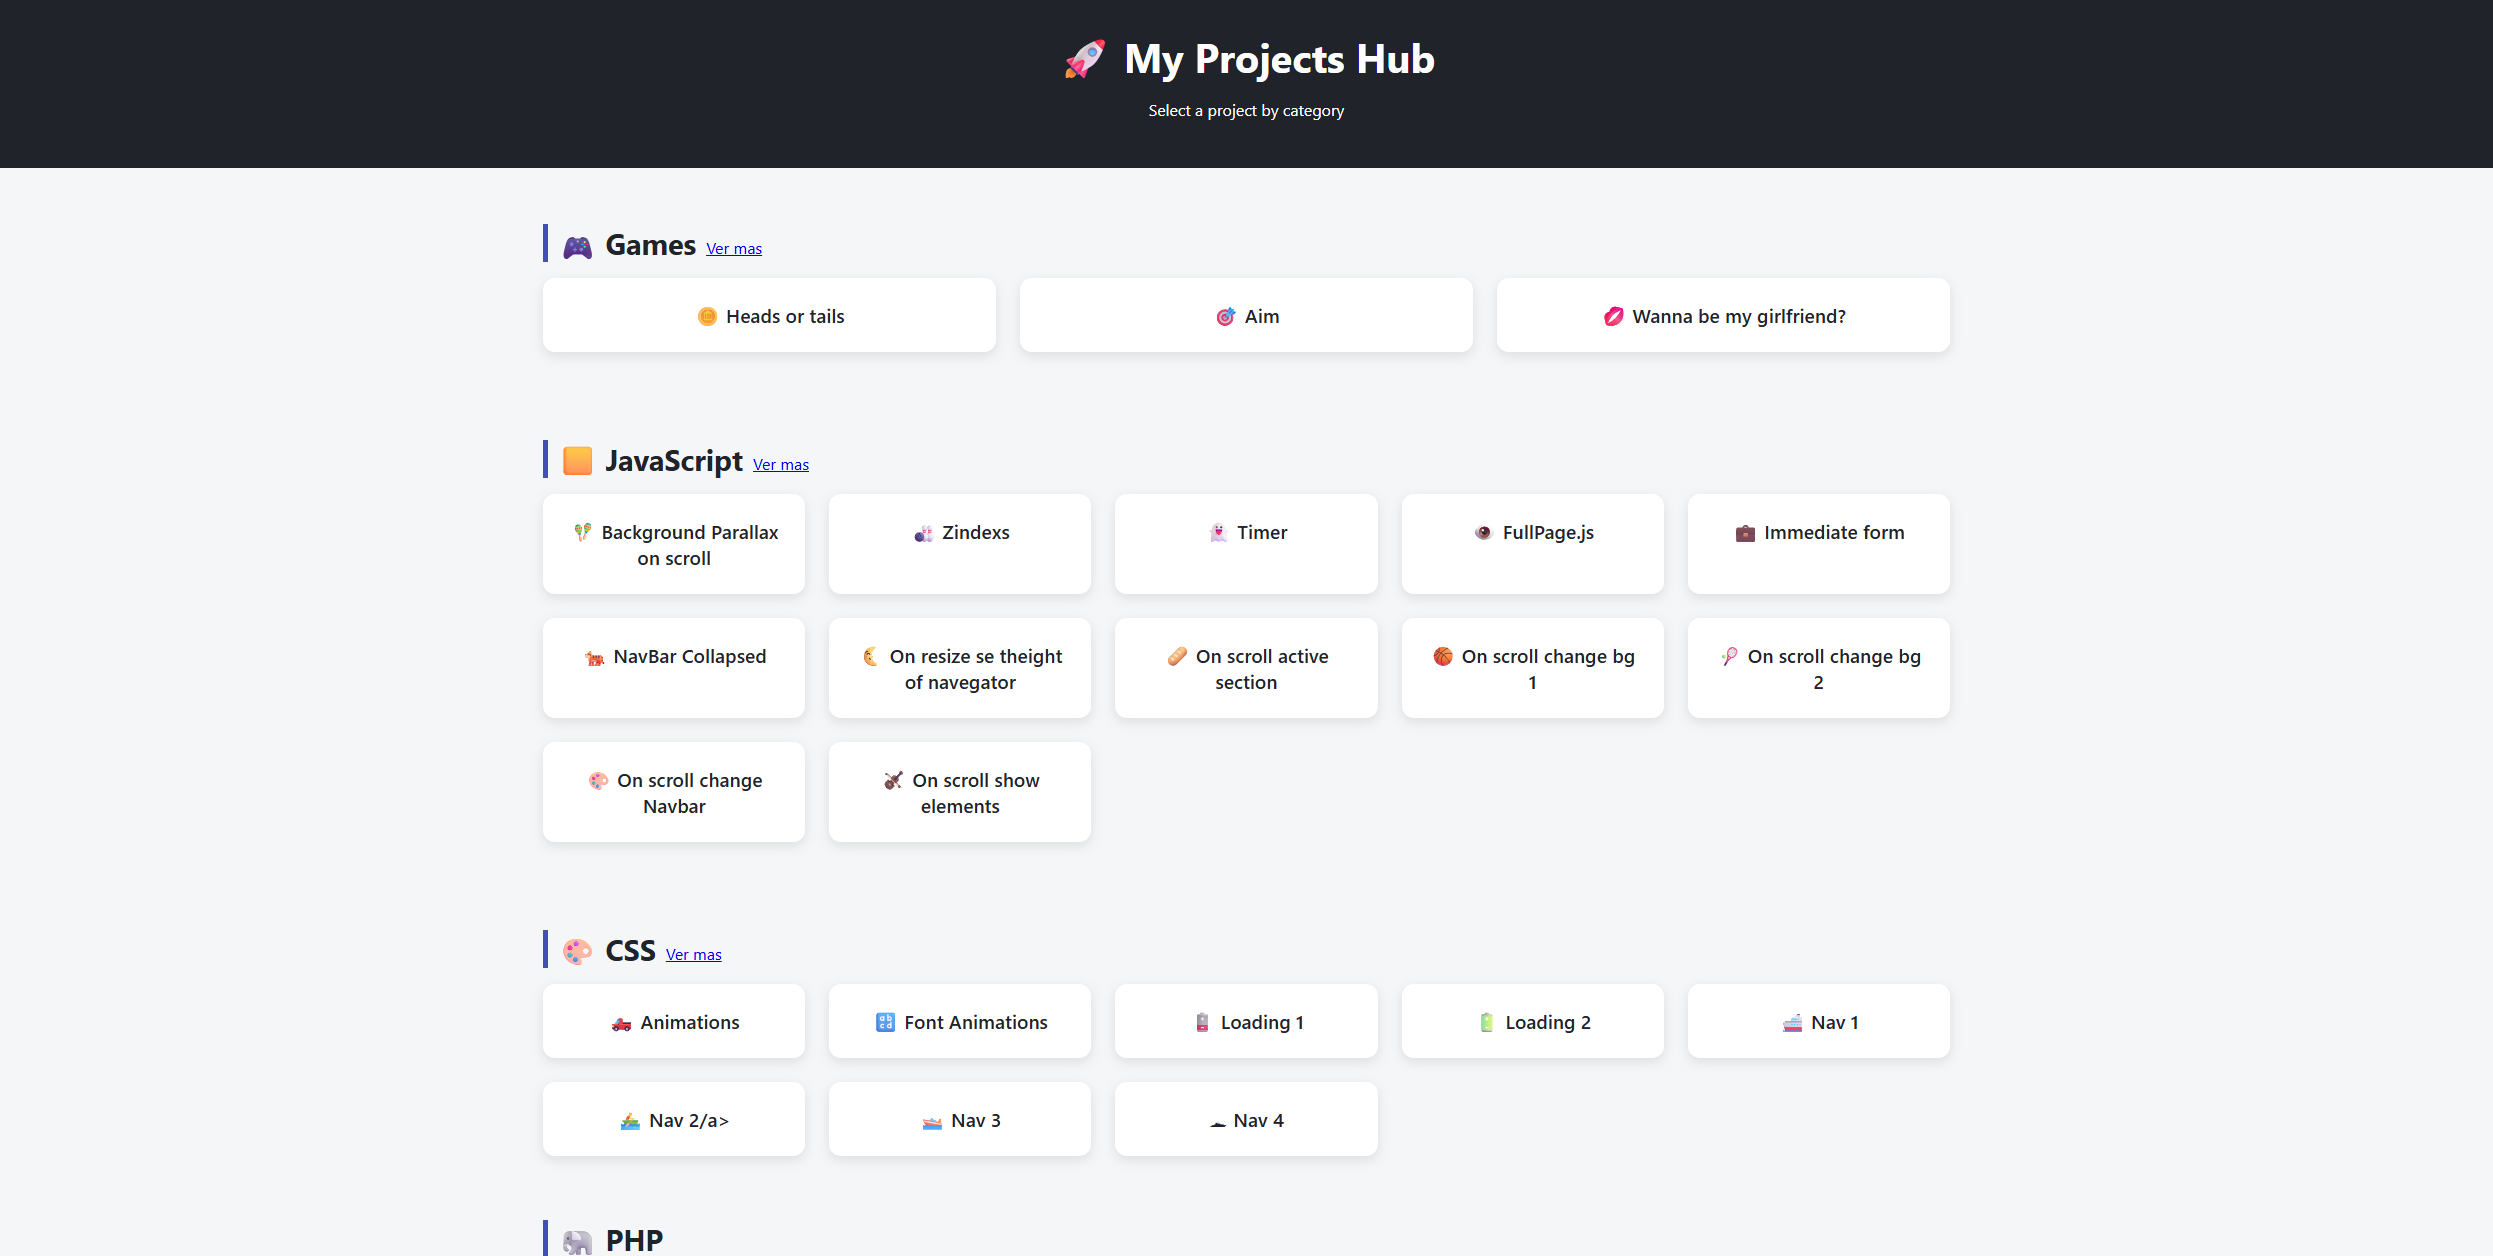 🚀 My Projects Hub
Select a project by category
🎮 Games Ver mas
🪙 Heads or tails
🎯 Aim
💋 Wanna be my girlfriend?
🟧 JavaScript Ver mas
🪇 Background Parallax
on scroll
🎳 Zindexs
👻 Timer
👁️ FullPage.js
💼 Immediate form
🐅 NavBar Collapsed
🌜 On resize se theight
of navegator
🩹 On scroll active
section
🏀 On scroll change bg
1
🏸 On scroll change bg
2
🎨 On scroll change
Navbar
🎻 On scroll show
elements
🎨 CSS Ver mas
🛻 Animations
🔡 Font Animations
🪫 Loading 1
🔋 Loading 2
🚢 Nav 1
🚣 Nav 2/a>
🚤 Nav 3
Nav 4
🐘 PHP